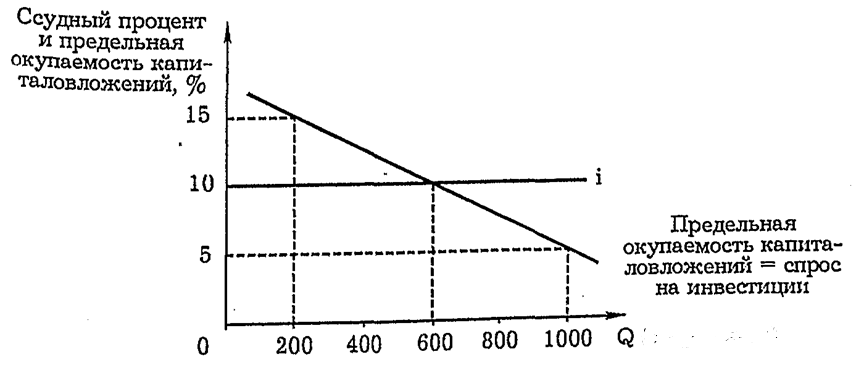 Ссудный процент
и предельная
окупаемость капи-
таловложений, %
15
10
5
i
Предельная
окупаемость капита-
ловложений = спрос
на инвестиции
0 200 400 600 800 1000 Q